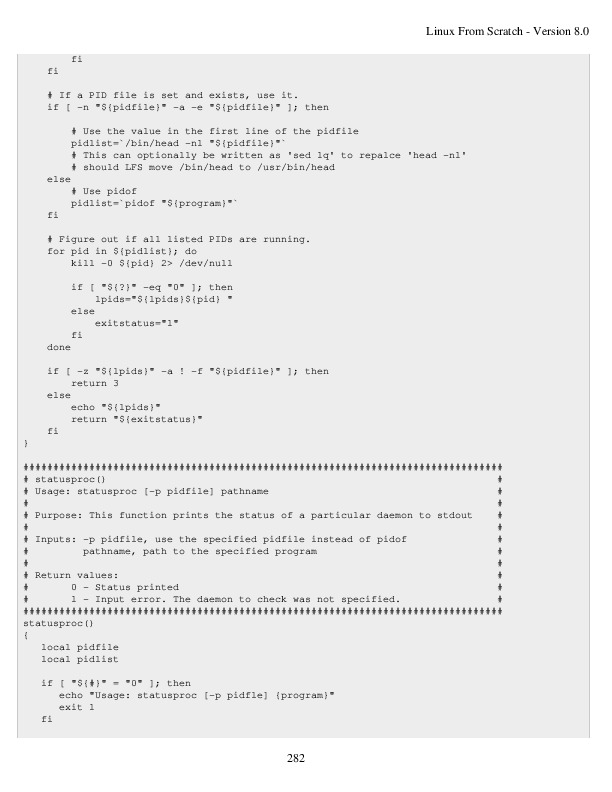 Linux From Scratch - Version 8.0
        fi
    fi

    # If a PID file is set and exists, use it.
    if [ -n "${pidfile}" -a -e "${pidfile}" ]; then

        # Use the value in the first line of the pidfile
        pidlist=`/bin/head -n1 "${pidfile}"`
        # This can optionally be written as 'sed 1q' to repalce 'head -n1'
        # should LFS move /bin/head to /usr/bin/head
    else
        # Use pidof
        pidlist=`pidof "${program}"`
    fi

    # Figure out if all listed PIDs are running.
    for pid in ${pidlist}; do
        kill -0 ${pid} 2> /dev/null

        if [ "${?}" -eq "0" ]; then
            lpids="${lpids}${pid} "
        else
            exitstatus="1"
        fi
    done

    if [ -z "${lpids}" -a ! -f "${pidfile}" ]; then
        return 3
    else
        echo "${lpids}"
        return "${exitstatus}"
    fi
}

################################################################################
# statusproc()                                                                 #
# Usage: statusproc [-p pidfile] pathname                                      #
#                                                                              #
# Purpose: This function prints the status of a particular daemon to stdout    #
#                                                                              #
# Inputs: -p pidfile, use the specified pidfile instead of pidof               #
#         pathname, path to the specified program                              #
#                                                                              #
# Return values:                                                               #
#       0 - Status printed                                                     #
#       1 - Input error. The daemon to check was not specified.                #
################################################################################
statusproc()
{
   local pidfile
   local pidlist

   if [ "${#}" = "0" ]; then
      echo "Usage: statusproc [-p pidfle] {program}"
      exit 1
   fi

282